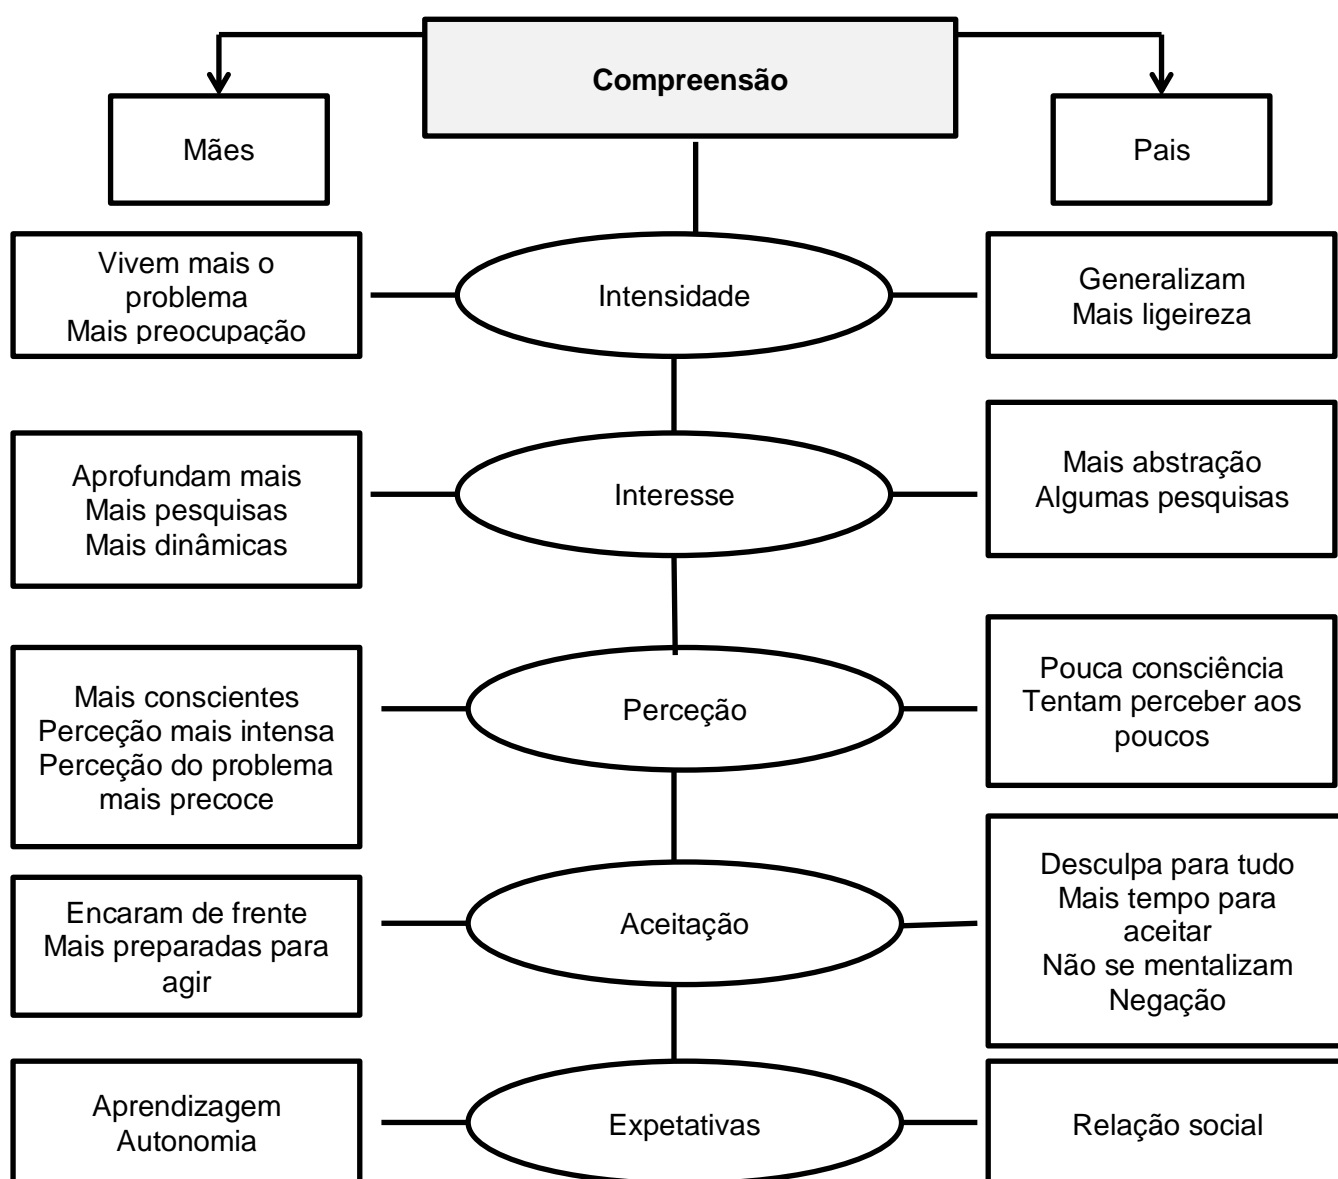 Compreensão
Mães
Pais
Vivem mais o
problema
Mais preocupação
Intensidade
Generalizam
Mais ligeireza
Aprofundam mais
Mais pesquisas
Mais dinâmicas
Interesse
Mais abstração
Algumas pesquisas
Mais conscientes
Perceção mais intensa
Perceção do problema
mais precoce
Perceção
Pouca consciência
Tentam perceber aos
poucos
Encaram de frente
Mais preparadas para
agir
Aceitação
Desculpa para tudo
Mais tempo para
aceitar
Não se mentalizam
Negação
Aprendizagem
Autonomia
Expetativas
Relação social